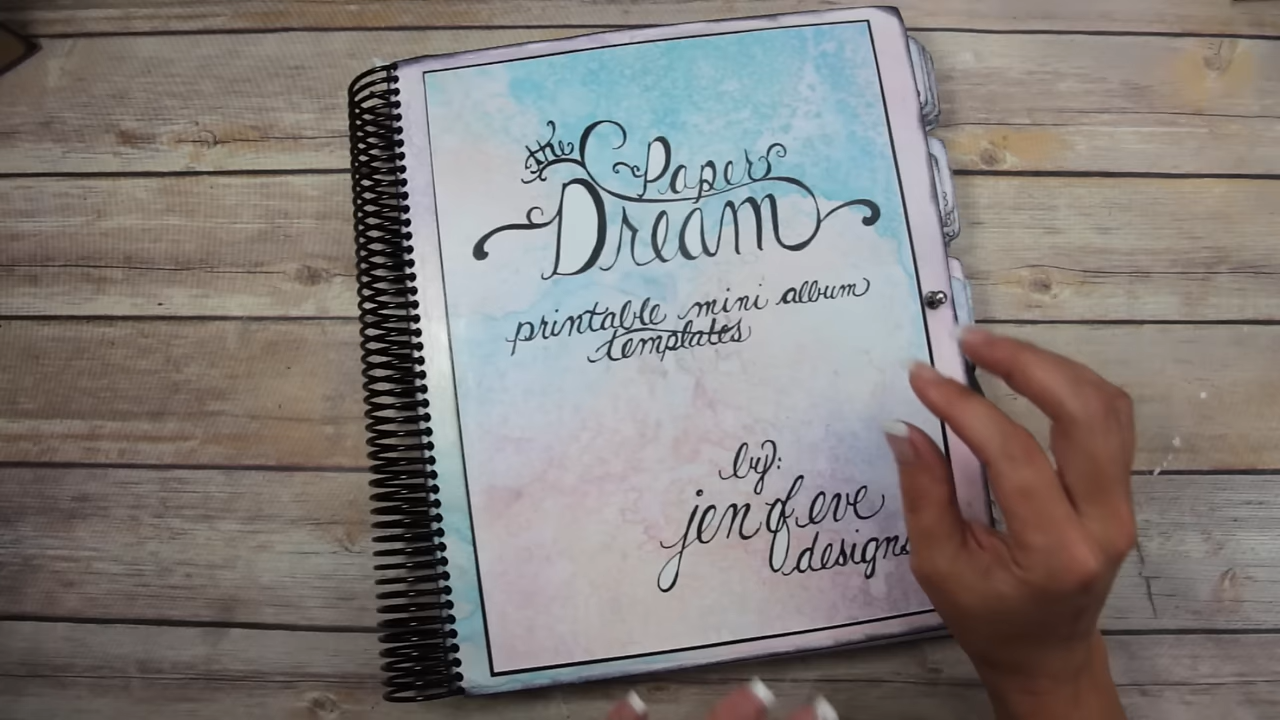 the Paper
Dream
printable mini album
templates
by:
jen of eve
designs